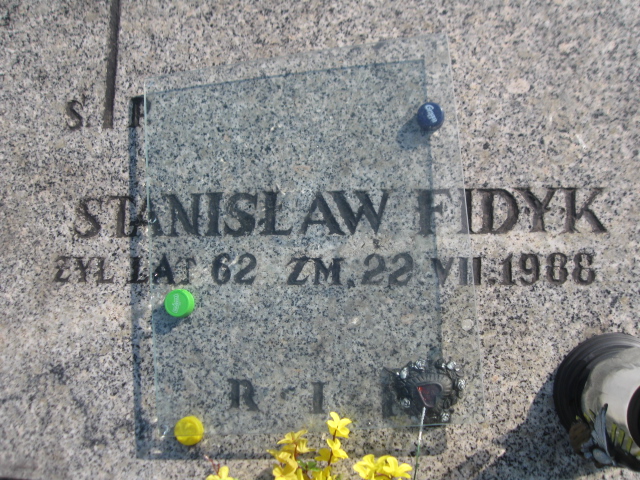 Ś. P
STANISŁAW FIDYK
ŻYŁ LAT 62 ZM. 22 VII. 1988
R I P